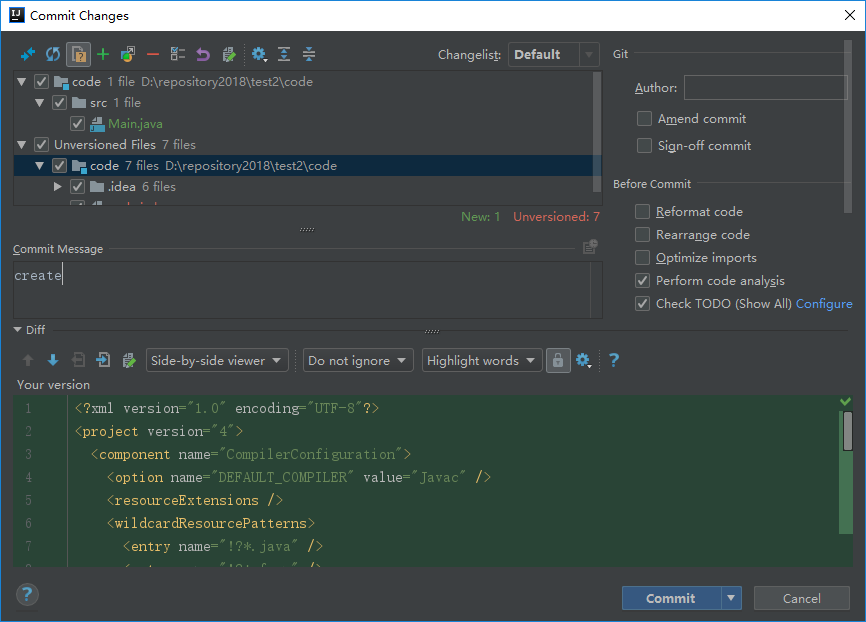 Commit Changes
Changelist: Default
Git
code 1 file D:\repository2018\test2\code
src 1 file
Main.java
Unversioned Files 7 files
code 7 files D:\repository2018\test2\code
.idea 6 files
New: 1 Unversioned: 7
Author:
Amend commit
Sign-off commit
Before Commit
Reformat code
Rearrange code
Optimize imports
Perform code analysis
Check TODO (Show All) Configure
Commit Message
create
Diff
Side-by-side viewer
Do not ignore
Highlight words
?
Your version
1 <?xml version="1.0" encoding="UTF-8"?>
2 <project version="4">
3 <component name="CompilerConfiguration">
4 <option name="DEFAULT_COMPILER" value="Javac" />
5 <resourceExtensions />
6 <wildcardResourcePatterns>
7 <entry name="!?*.java" />
?
Commit
Cancel